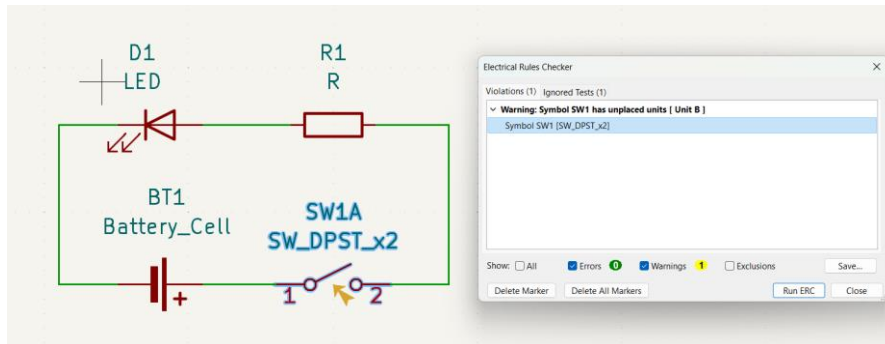 D1
LED
R1
R
BT1
Battery_Cell
+
SW1A
SW_DPST_x2
1
2
Electrical Rules Checker
Violations (1) Ignored Tests (1)
Warning: Symbol SW1 has unplaced units [ Unit B ]
Symbol SW1 [SW_DPST_x2]
Show: All Errors 0 Warnings 1 Exclusions Save...
Delete Marker Delete All Markers Run ERC Close